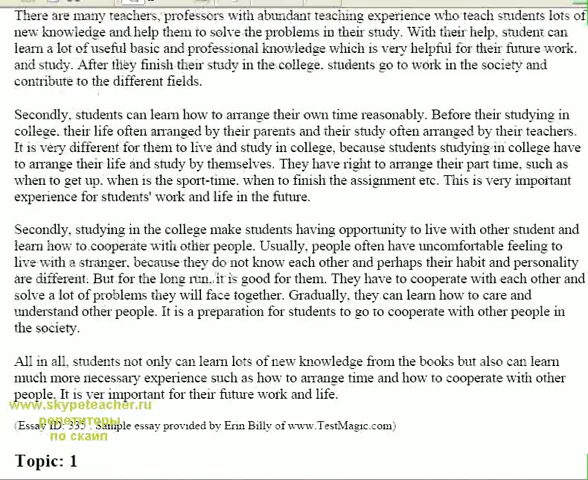 There are many teachers, professors with abundant teaching experience who teach students lots of
new knowledge and help them to solve the problems in their study. With their help, student can
learn a lot of useful basic and professional knowledge which is very helpful for their future work.
and study. After they finish their study in the college. students go to work in the society and
contribute to the different fields.
Secondly, students can learn how to arrange their own time reasonably. Before their studying in
college, their life often arranged by their parents and their study often arranged by their teachers.
It is very different for them to live and study in college, because students studying in college have
to arrange their life and study by themselves. They have right to arrange their part time, such as
when to get up. when is the sport-time. when to finish the assignment etc. This is very important
experience for students' work and life in the future.
Secondly, studying in the college make students having opportunity to live with other student and
learn how to cooperate with other people. Usually, people often have uncomfortable feeling to
live with a stranger, because they do not know each other and perhaps their habit and personality
are different. But for the long run, it is good for them. They have to cooperate with each other and
solve a lot of problems they will face together. Gradually, they can learn how to care and
understand other people. It is a preparation for students to go to cooperate with other people in
the society.
All in all, students not only can learn lots of new knowledge from the books but also can learn
much more necessary experience such as how to arrange time and how to cooperate with other
people. It is ver important for their future work and life.
www.skypeteacher.ru
репетиторы
по скайп
(Essay ID: 335 : Sample essay provided by Erin Billy of www.TestMagic.com)
Topic: 1